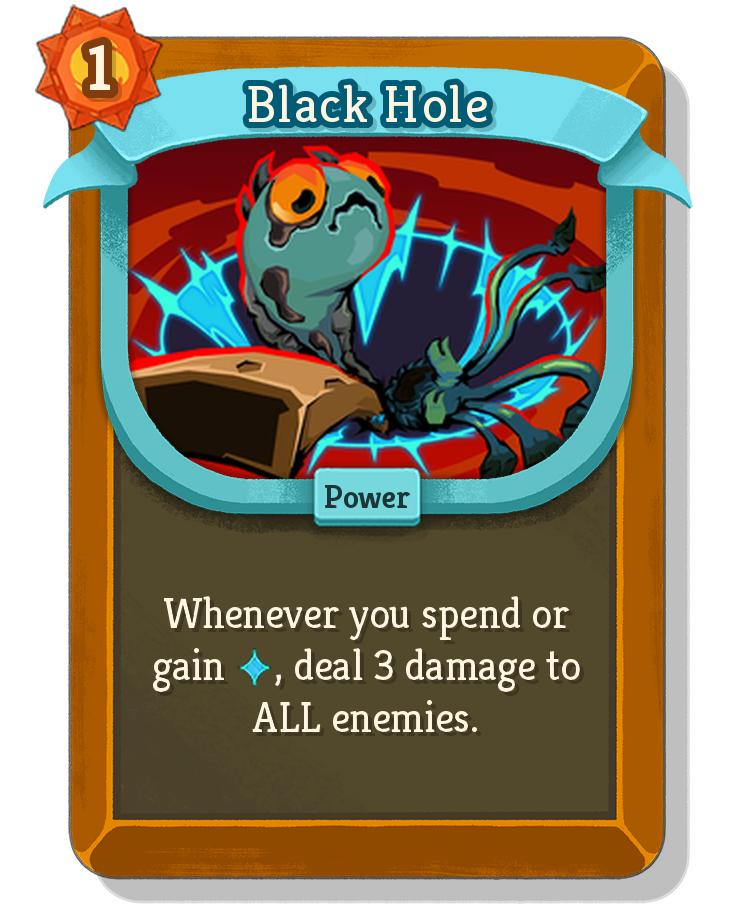 1
Black Hole
Power
Whenever you spend or
gain , deal 3 damage to
ALL enemies.